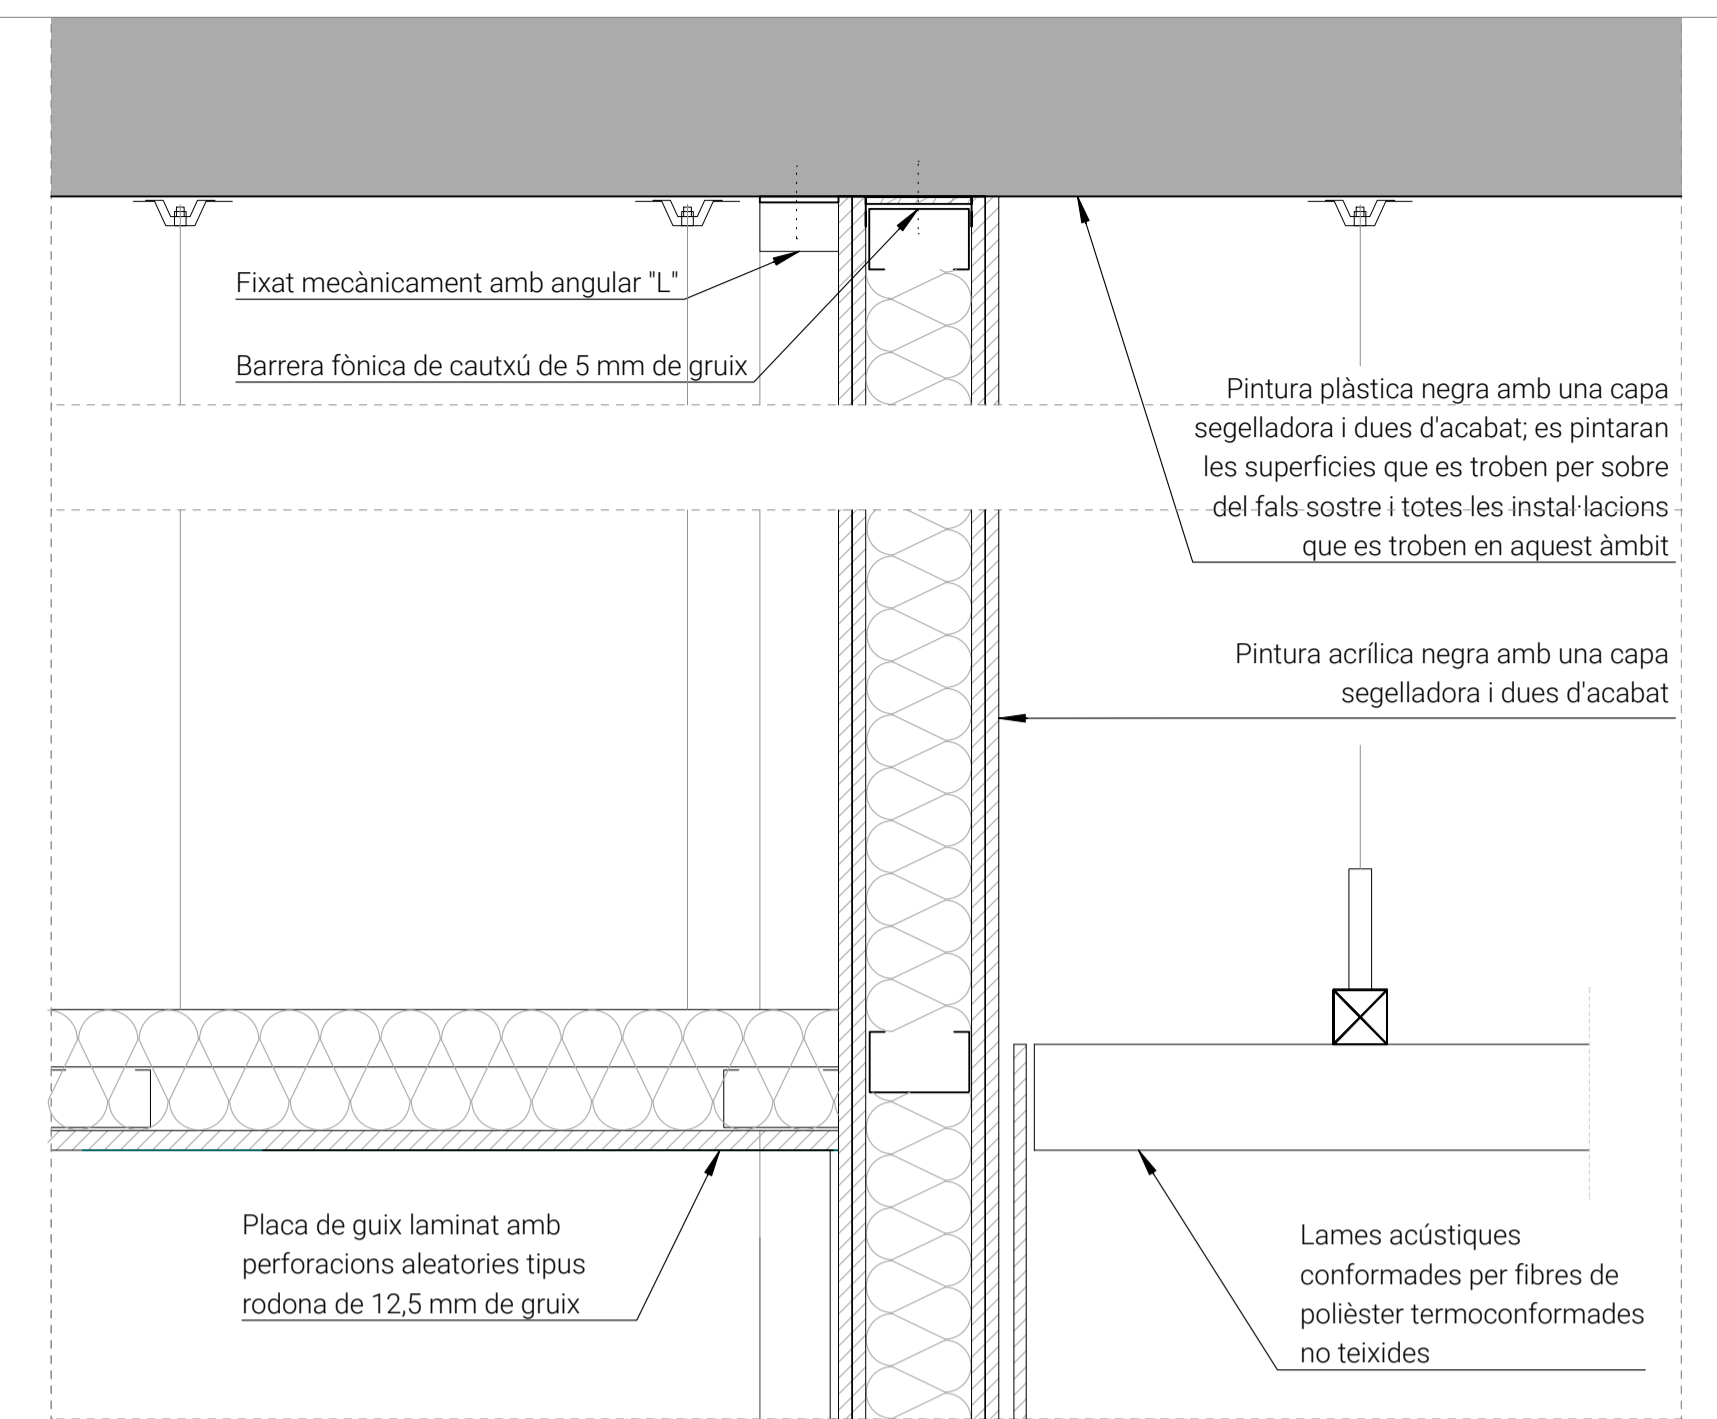 Fixat mecànicament amb angular "L"
Barrera fònica de cautxú de 5 mm de gruix
Pintura plàstica negra amb una capa
segelladora i dues d'acabat; es pintaran
les superficies que es troben per sobre
del fals sostre i totes les instal·lacions
que es troben en aquest àmbit
Pintura acrílica negra amb una capa
segelladora i dues d'acabat
Placa de guix laminat amb
perforacions aleatories tipus
rodona de 12,5 mm de gruix
Lames acústiques
conformades per fibres de
polièster termoconformades
no teixides